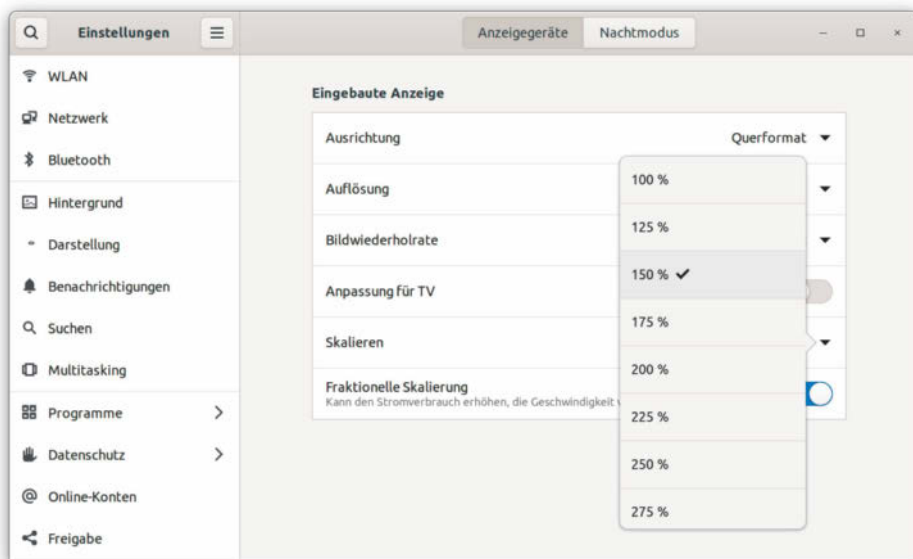 Einstellungen
Anzeigegeräte
Nachtmodus
WLAN
Netzwerk
Bluetooth
Hintergrund
Darstellung
Benachrichtigungen
Suchen
Multitasking
Programme
Datenschutz
Online-Konten
Freigabe
Eingebaute Anzeige
Ausrichtung Querformat
Auflösung
Bildwiederholrate
Anpassung für TV
Skalieren
Fraktionelle Skalierung
Kann den Stromverbrauch erhöhen, die Geschwindigkeit
100 %
125 %
150 %
175 %
200 %
225 %
250 %
275 %